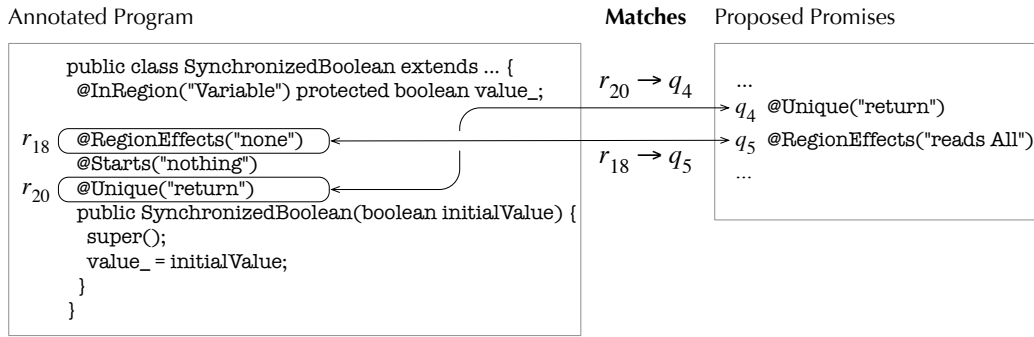 Annotated Program
Matches
Proposed Promises
public class SynchronizedBoolean extends ... {
@InRegion("Variable") protected boolean value_;
r18 @RegionEffects("none")
@Starts("nothing")
r20 @Unique("return")
public SynchronizedBoolean(boolean initialValue) {
super();
value_ = initialValue;
}
}
r20 → q4
r18 → q5
...
q4 @Unique("return")
q5 @RegionEffects("reads All")
...